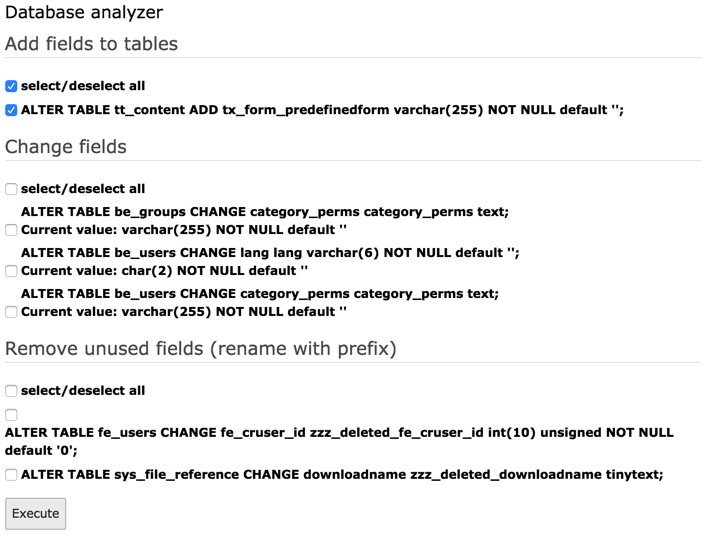 Database analyzer
Add fields to tables
select/deselect all
ALTER TABLE tt_content ADD tx_form_predefinedform varchar(255) NOT NULL default '';
Change fields
select/deselect all
ALTER TABLE be_groups CHANGE category_perms category_perms text;
Current value: varchar(255) NOT NULL default ''
ALTER TABLE be_users CHANGE lang lang varchar(6) NOT NULL default '';
Current value: char(2) NOT NULL default ''
ALTER TABLE be_users CHANGE category_perms category_perms text;
Current value: varchar(255) NOT NULL default ''
Remove unused fields (rename with prefix)
select/deselect all
ALTER TABLE fe_users CHANGE fe_cruser_id zzz_deleted_fe_cruser_id int(10) unsigned NOT NULL
default '0';
ALTER TABLE sys_file_reference CHANGE downloadname zzz_deleted_downloadname tinytext;
Execute